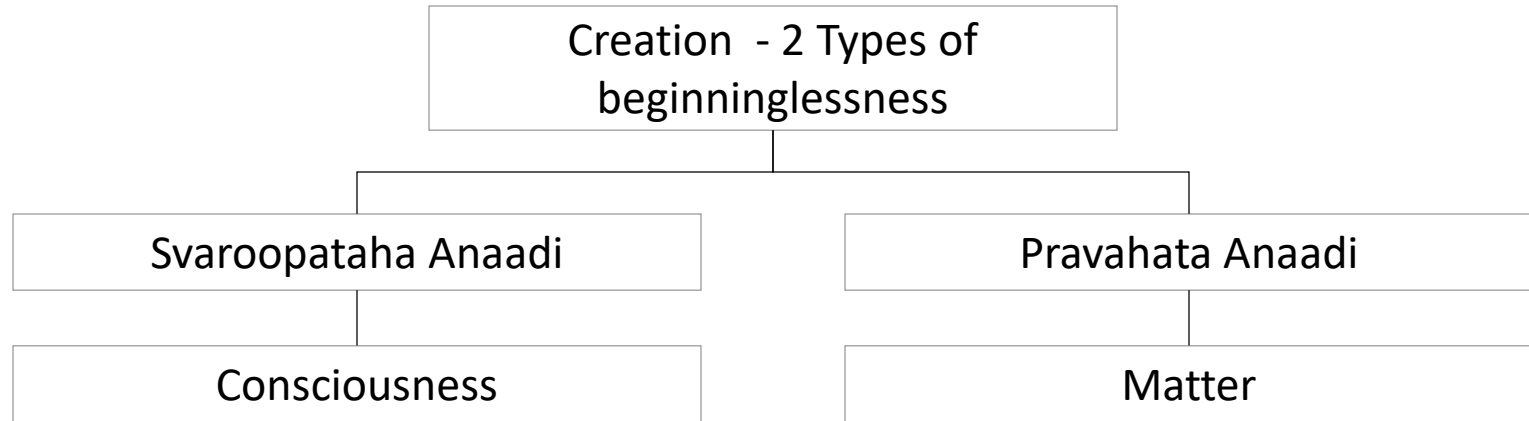 Creation - 2 Types of
beginninglessness
Svaroopataha Anaadi
Pravahata Anaadi
Consciousness
Matter